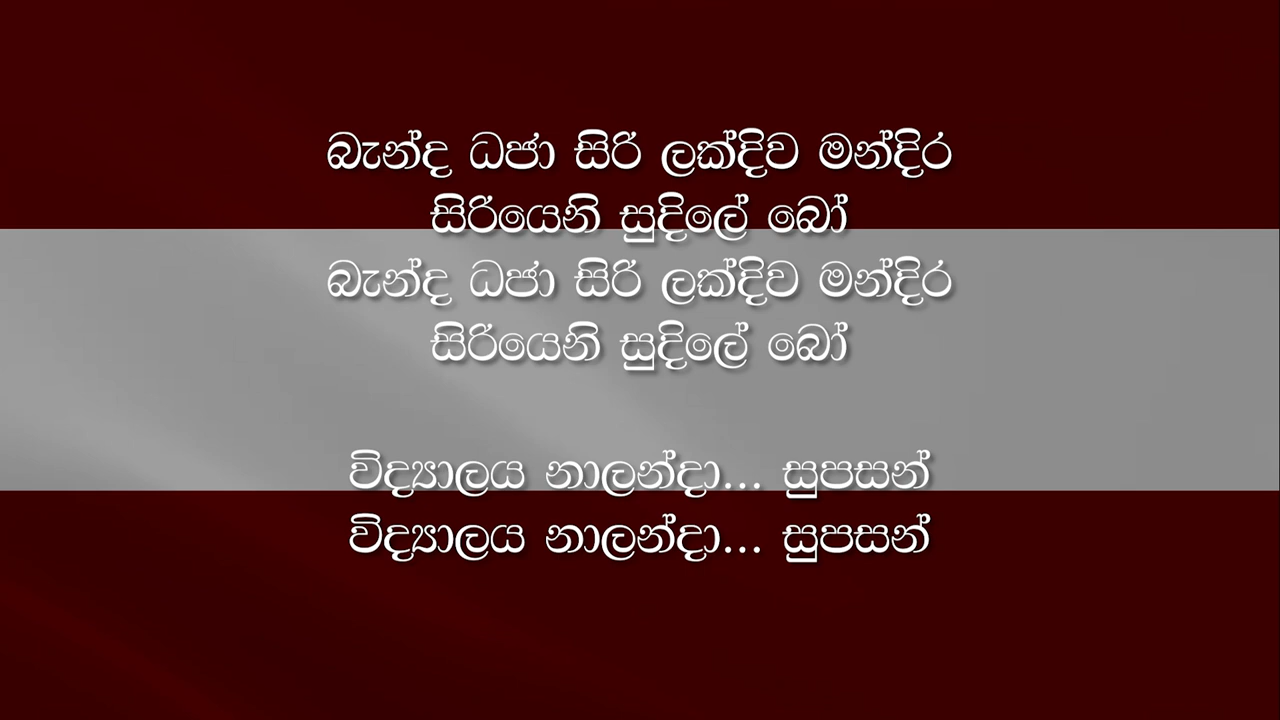 බැන්ද ධජා සිරි ලක්දිව මන්දිර
සිරියෙනි සුදිලේ බෝ
බැන්ද ධජා සිරි ලක්දිව මන්දිර
සිරියෙනි සුදිලේ බෝ
විද්‍යාලය නාලන්දා... සුපසන්
විද්‍යාලය නාලන්දා... සුපසන්